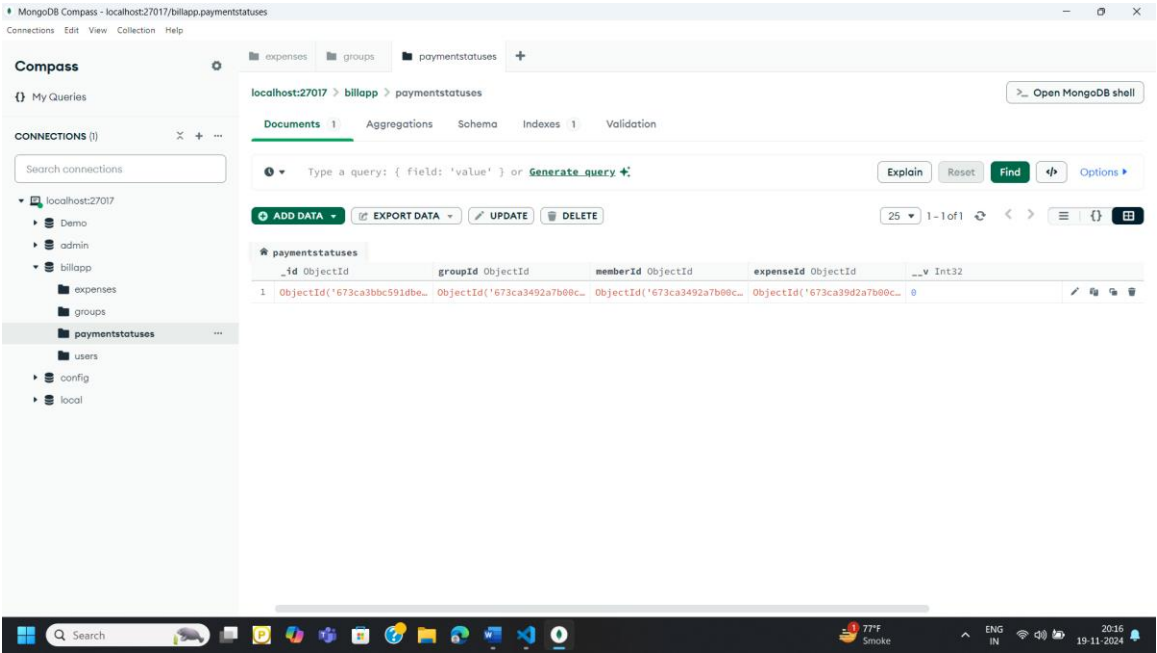 MongoDB Compass - localhost:27017/billapp.paymentstatuses
Connections Edit View Collection Help
Compass
{} My Queries
CONNECTIONS (1)
Search connections
localhost:27017
Demo
admin
billapp
expenses
groups
paymentstatuses
users
config
local
expenses groups paymentstatuses +
localhost:27017 > billapp > paymentstatuses
>_ Open MongoDB shell
Documents 1 Aggregations Schema Indexes 1 Validation
Type a query: { field: 'value' } or Generate query
Explain Reset Find </> Options
ADD DATA EXPORT DATA UPDATE DELETE
25 1 - 1 of 1 {}
paymentstatuses
_id ObjectId groupId ObjectId memberId ObjectId expenseId ObjectId __v Int32
1 ObjectId('673ca3bbc591dbe… ObjectId('673ca3492a7b00c… ObjectId('673ca3492a7b00c… ObjectId('673ca39d2a7b00c… 0
Search
1
77°F
Smoke
ENG
IN
20:16
19-11-2024